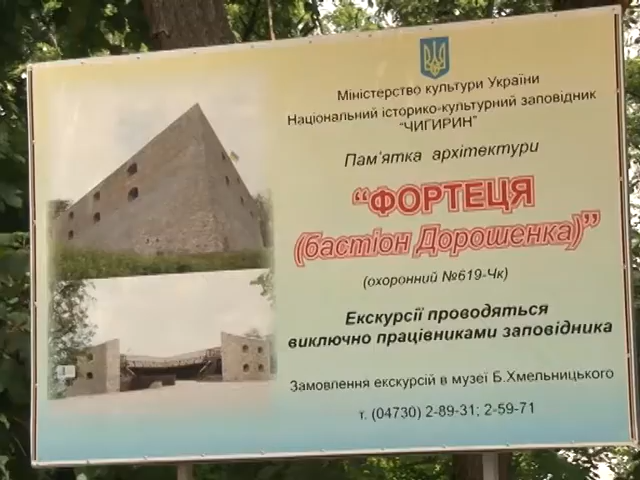 Міністерство культури України
Національний історико-культурний заповідник
"ЧИГИРИН"
Пам'ятка архітектури
"ФОРТЕЦЯ
(бастіон Дорошенка)"
(охоронний №619-Чк)
Екскурсії проводяться
виключно працівниками заповідника
Замовлення екскурсій в музеї Б.Хмельницького
т. (04730) 2-89-31; 2-59-71